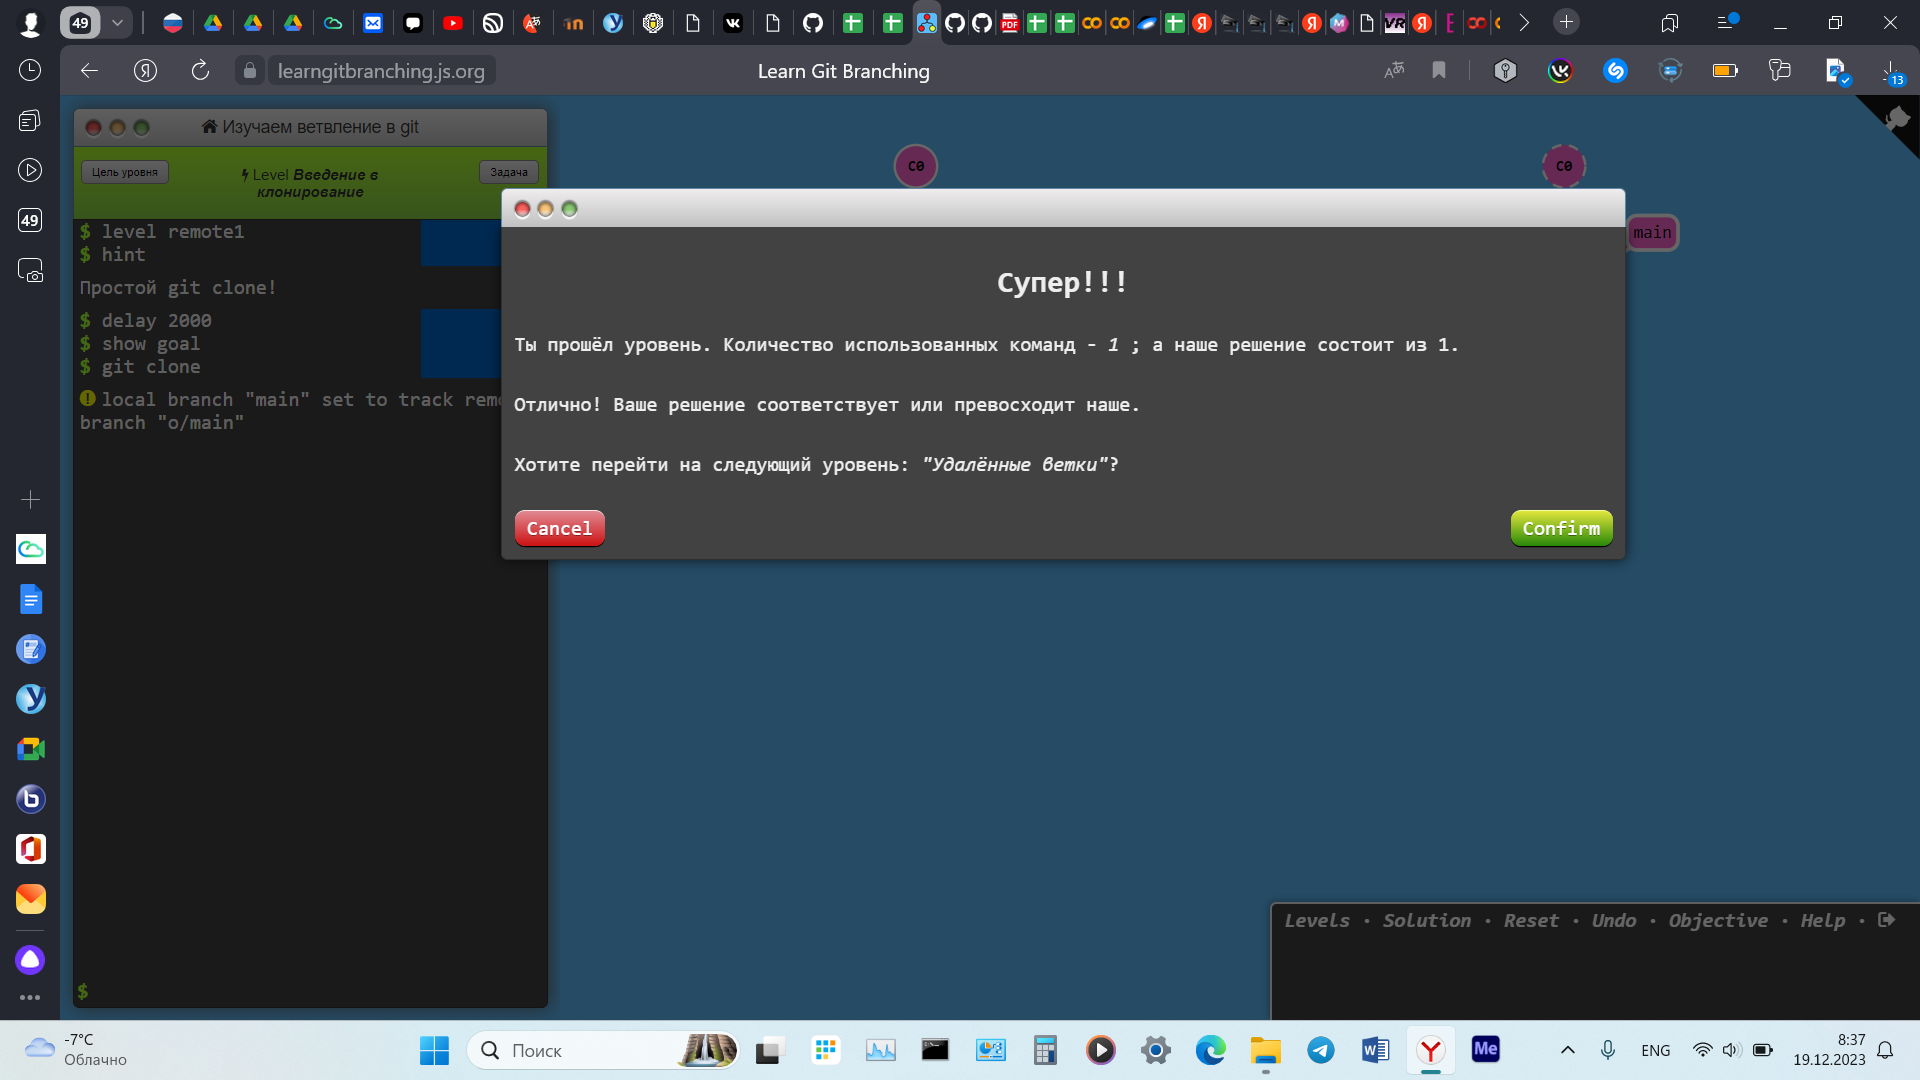 49
learngitbranching.js.org
Learn Git Branching
13
49
Изучаем ветвление в git
Цель уровня
Level Введение в
клонирование
Задача
$ level remote1
$ hint
Простой git clone!
$ delay 2000
$ show goal
$ git clone
local branch "main" set to track
branch "o/main"
$
C0
C0
main
Супер!!!
Ты прошёл уровень. Количество использованных команд - 1 ; а наше решение состоит из 1.
Отлично! Ваше решение соответствует или превосходит наше.
Хотите перейти на следующий уровень: "Удалённые ветки"?
Cancel
Confirm
Levels · Solution · Reset · Undo · Objective · Help ·
-7°C
Облачно
Поиск
Me
ENG
8:37
19.12.2023